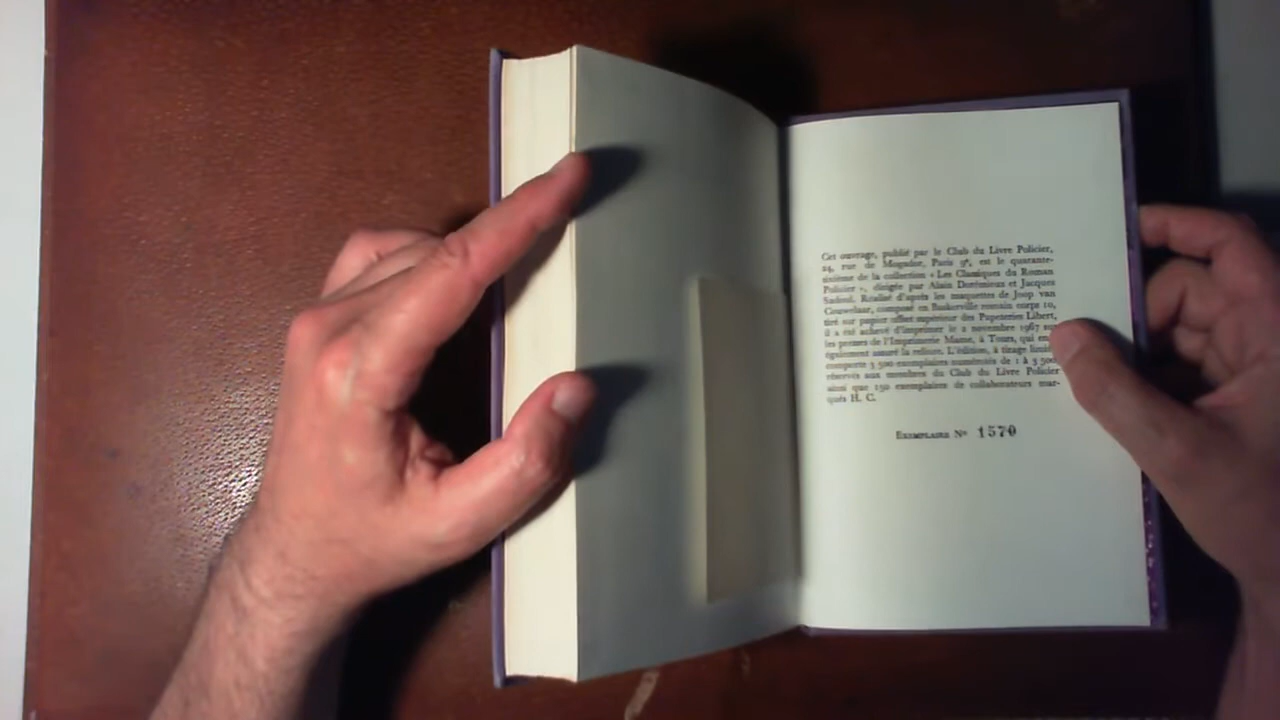 Cet ouvrage, publié par le Club du Livre Policier,
24, rue de Mogador, Paris 9e, est le quarante-
sixième de la collection « Les Classiques du Roman
Policier », dirigée par Alain Dorémieux et Jacques
Sadoul. Réalisé d'après les maquettes de Joop van
Couwelaar, composé en Baskerville romain corps 10,
tiré sur papier offset supérieur des Papeteries Libert,
il a été achevé d'imprimer le 2 novembre 1967 sur
les presses de l'Imprimerie Mame, à Tours, qui en
également assuré la reliure. L'édition, à tirage limité
comporte 3 500 exemplaires numérotés de 1 à 3 500
réservés aux membres du Club du Livre Policier
ainsi que 150 exemplaires de collaborateurs mar-
qués H. C.
Exemplaire No 1570